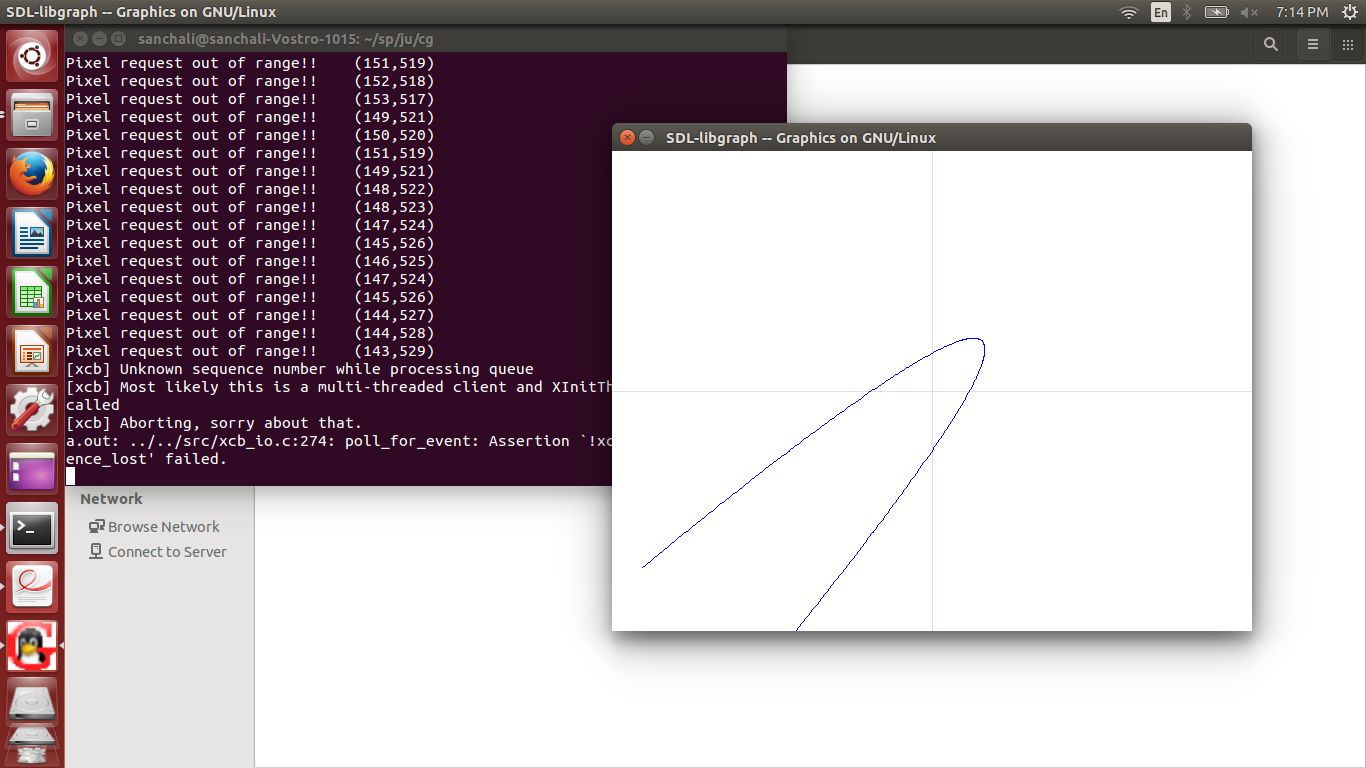 SDL-libgraph -- Graphics on GNU/Linux
En
7:14 PM
sanchali@sanchali-Vostro-1015: ~/sp/ju/cg
Pixel request out of range!! (151,519)
Pixel request out of range!! (152,518)
Pixel request out of range!! (153,517)
Pixel request out of range!! (149,521)
Pixel request out of range!! (150,520)
Pixel request out of range!! (151,519)
Pixel request out of range!! (149,521)
Pixel request out of range!! (148,522)
Pixel request out of range!! (148,523)
Pixel request out of range!! (147,524)
Pixel request out of range!! (145,526)
Pixel request out of range!! (146,525)
Pixel request out of range!! (147,524)
Pixel request out of range!! (145,526)
Pixel request out of range!! (144,527)
Pixel request out of range!! (144,528)
Pixel request out of range!! (143,529)
[xcb] Unknown sequence number while processing queue
[xcb] Most likely this is a multi-threaded client and XInitTh
called
[xcb] Aborting, sorry about that.
a.out: ../../src/xcb_io.c:274: poll_for_event: Assertion `!xc
ence_lost' failed.
SDL-libgraph -- Graphics on GNU/Linux
Network
Browse Network
Connect to Server